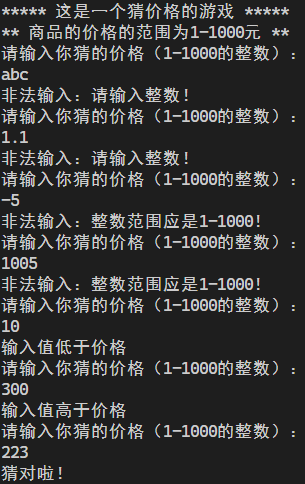 ***** 这是一个猜价格的游戏 *****
** 商品的价格的范围为1-1000元 **
请输入你猜的价格（1-1000的整数）：
abc
非法输入：请输入整数！
请输入你猜的价格（1-1000的整数）：
1.1
非法输入：请输入整数！
请输入你猜的价格（1-1000的整数）：
-5
非法输入：整数范围应是1-1000！
请输入你猜的价格（1-1000的整数）：
1005
非法输入：整数范围应是1-1000！
请输入你猜的价格（1-1000的整数）：
10
输入值低于价格
请输入你猜的价格（1-1000的整数）：
300
输入值高于价格
请输入你猜的价格（1-1000的整数）：
223
猜对啦！